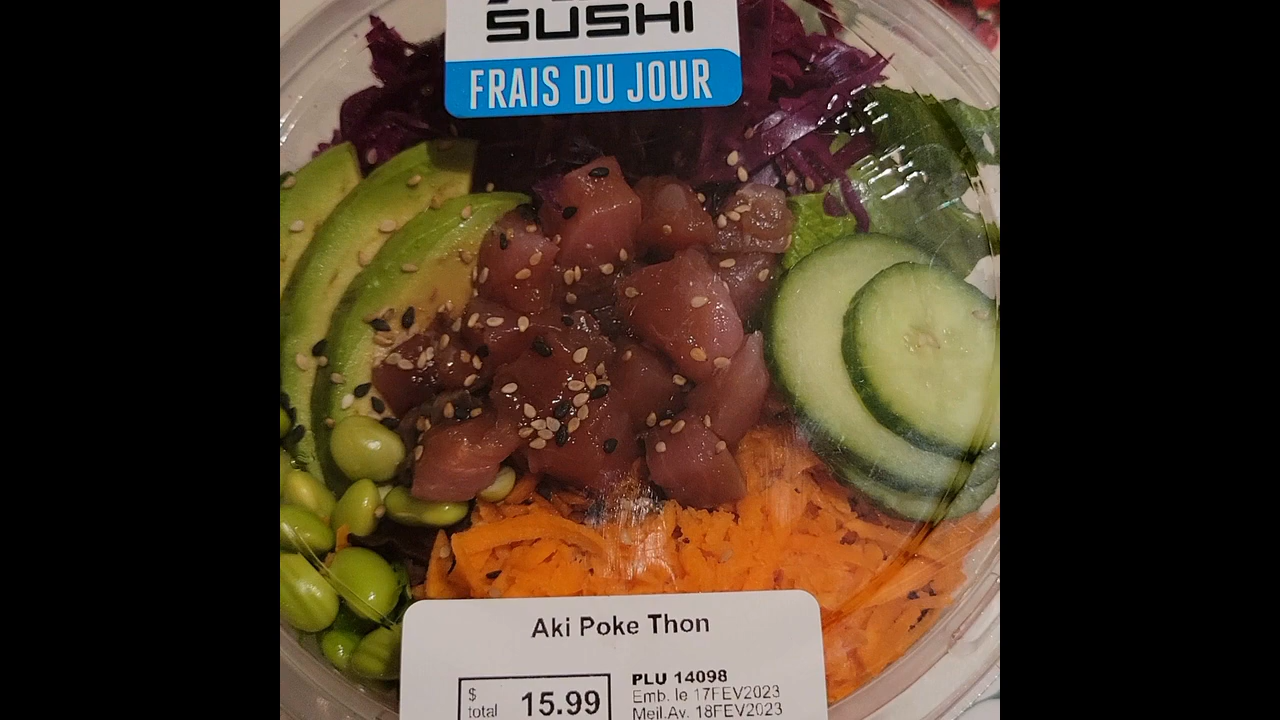 SUSHI
FRAIS DU JOUR
Aki Poke Thon
$
total
15.99
PLU 14098
Emb. le 17FEV2023
Meil.Av. 18FEV2023